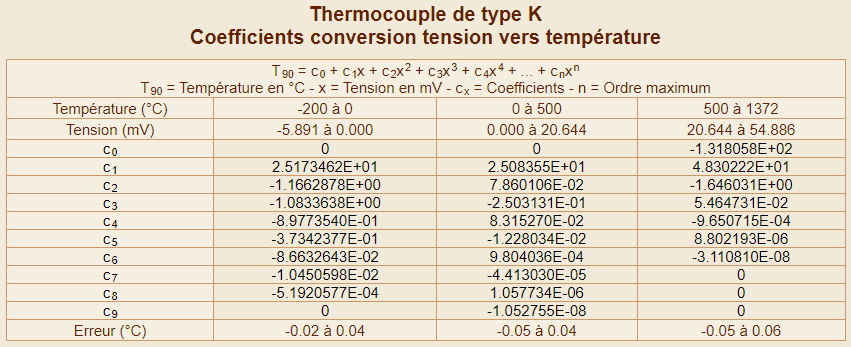 Thermocouple de type K
Coefficients conversion tension vers température
T90 = c0 + c1x + c2x2 + c3x3 + c4x4 + ... + cnxn
T90 = Température en °C - x = Tension en mV - cx = Coefficients - n = Ordre maximum
Température (°C) -200 à 0 0 à 500 500 à 1372
Tension (mV) -5.891 à 0.000 0.000 à 20.644 20.644 à 54.886
c0 0 0 -1.318058E+02
c1 2.5173462E+01 2.508355E+01 4.830222E+01
c2 -1.1662878E+00 7.860106E-02 -1.646031E+00
c3 -1.0833638E+00 -2.503131E-01 5.464731E-02
c4 -8.9773540E-01 8.315270E-02 -9.650715E-04
c5 -3.7342377E-01 -1.228034E-02 8.802193E-06
c6 -8.6632643E-02 9.804036E-04 -3.110810E-08
c7 -1.0450598E-02 -4.413030E-05 0
c8 -5.1920577E-04 1.057734E-06 0
c9 0 -1.052755E-08 0
Erreur (°C) -0.02 à 0.04 -0.05 à 0.04 -0.05 à 0.06